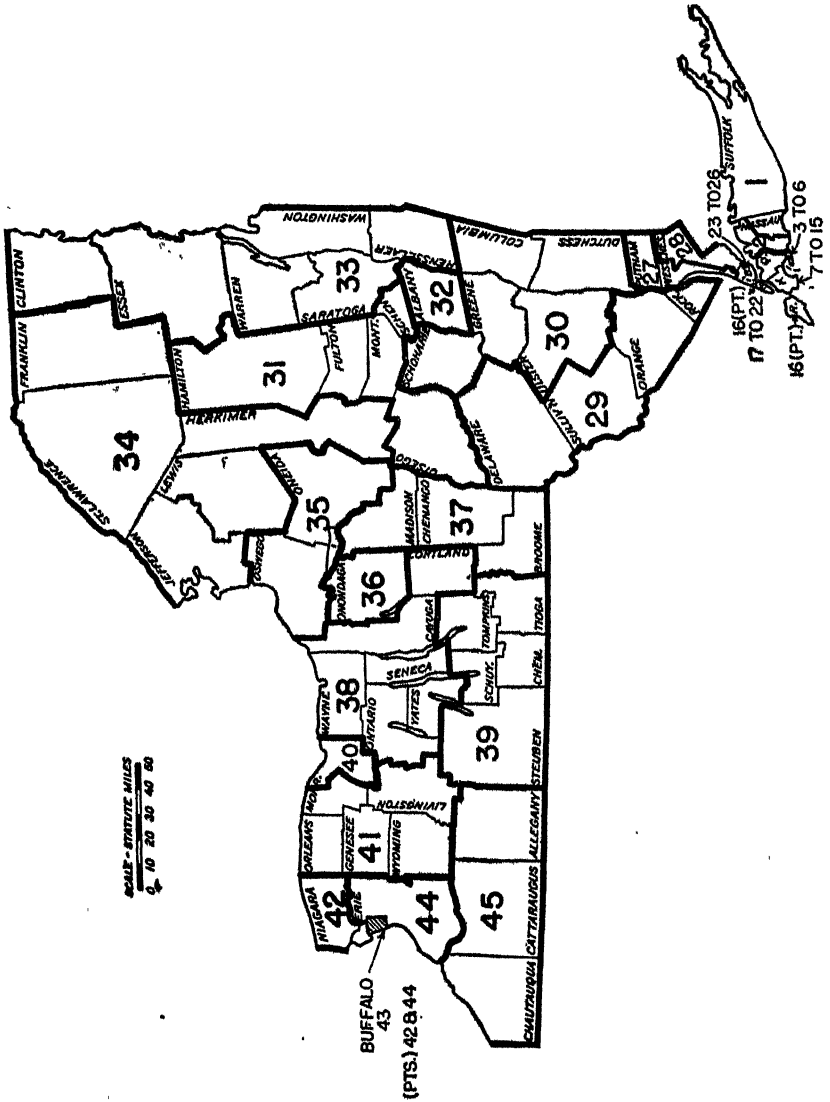 CLINTON
FRANKLIN
ST. LAWRENCE
34
ESSEX
JEFFERSON
LEWIS
HAMILTON
31
HERKIMER
WARREN
WASHINGTON
33
SARATOGA
FULTON
MONT.
OSWEGO
ONEIDA
35
SCALE-STATUTE MILES
0 10 20 30 40 50
NIAGARA
42
ORLEANS
MONR.
40
WAYNE
38
ONONDAGA
36
MADISON
CHENANGO
37
OTSEGO
SCHOHARIE
SCHEN.
ALBANY
32
RENSSELAER
BUFFALO
43
(PTS.) 42&44
ERIE
44
GENESEE
41
WYOMING
LIVINGSTON
ONTARIO
YATES
SENECA
CAYUGA
CORTLAND
TOMPKINS
SCHUY.
CHEM.
TIOGA
BROOME
DELAWARE
GREENE
COLUMBIA
CHAUTAUQUA
CATTARAUGUS
45
ALLEGANY
STEUBEN
39
ULSTER
30
DUTCHESS
SULLIV'N
29
ORANGE
PUTNAM
27
28
ROCK.
23 TO 26
SUFFOLK
1
NASSAU
16(PT.)
17 TO 22
16(PT.)
3 TO 6
7 TO 15